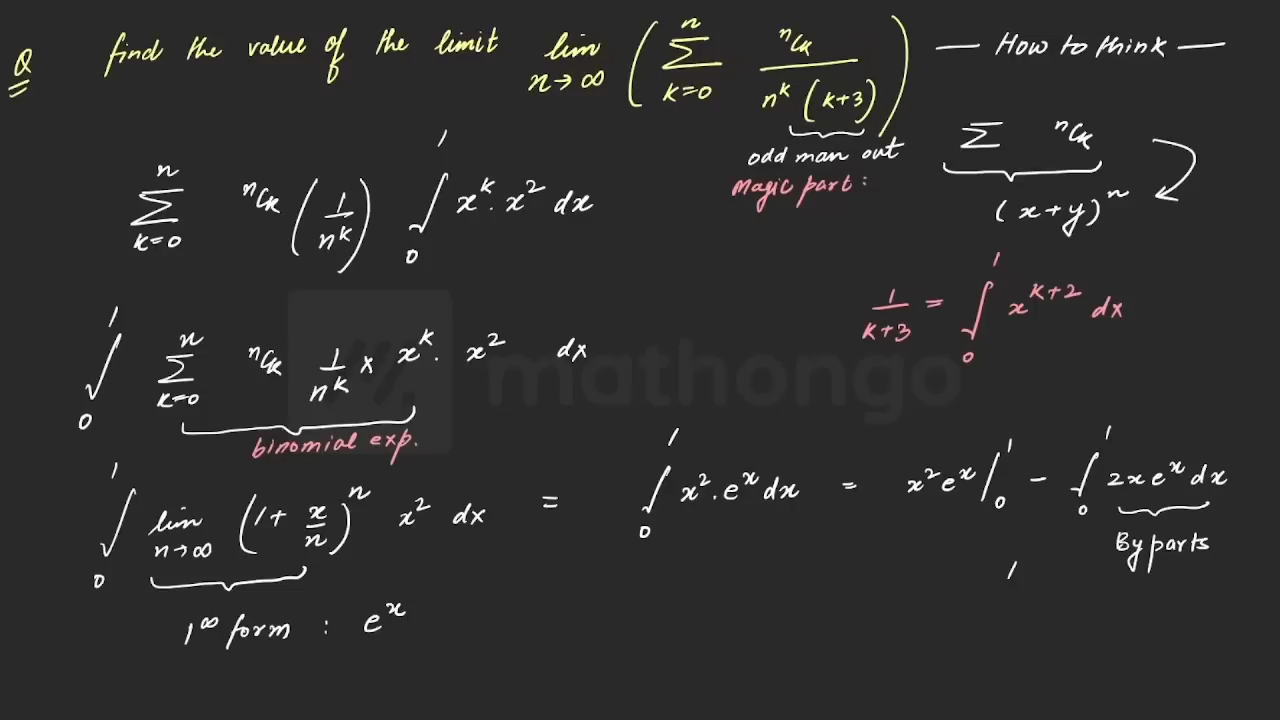 Q find the value of the limit lim n→∞ ( Σ k=0 n nCk / n^k (k+3) ) — How to think —
odd man out
magic part :
Σ nCk
(x+y)^n
Σ k=0 n nCk (1/n^k) ∫ 0 1 x^k . x^2 dx
1/k+3 = ∫ 0 1 x^k+2 dx
∫ 0 1 Σ k=0 n nCk 1/n^k × x^k . x^2 dx
binomial exp.
mathongo
∫ 0 1 lim n→∞ (1 + x/n)^n x^2 dx = ∫ 0 1 x^2 . e^x dx = x^2 e^x | 0 1 - ∫ 0 1 2x e^x dx
By parts
1^∞ form : e^x